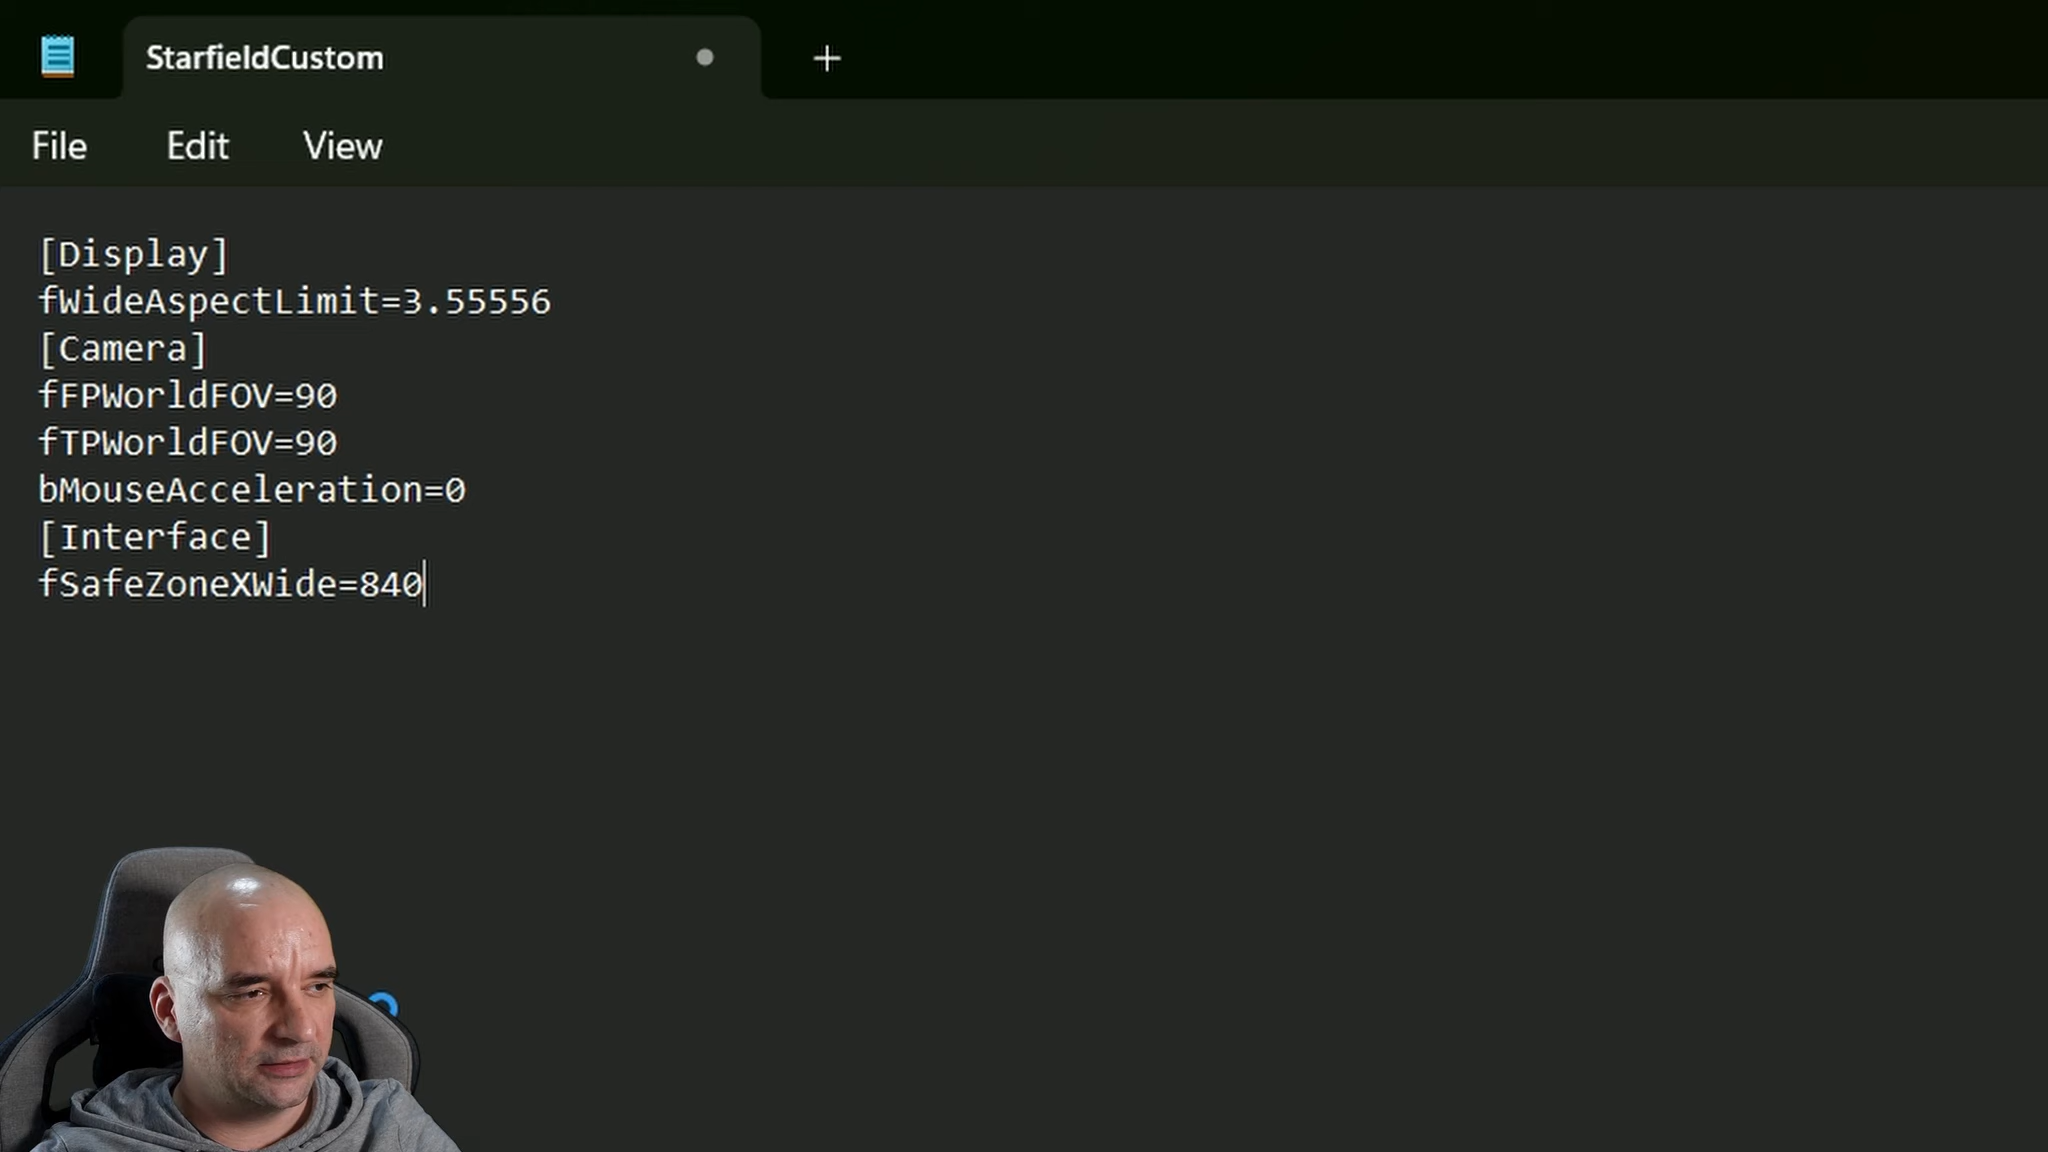 StarfieldCustom
File Edit View
[Display]
fWideAspectLimit=3.55556
[Camera]
fFPWorldFOV=90
fTPWorldFOV=90
bMouseAcceleration=0
[Interface]
fSafeZoneXWide=840